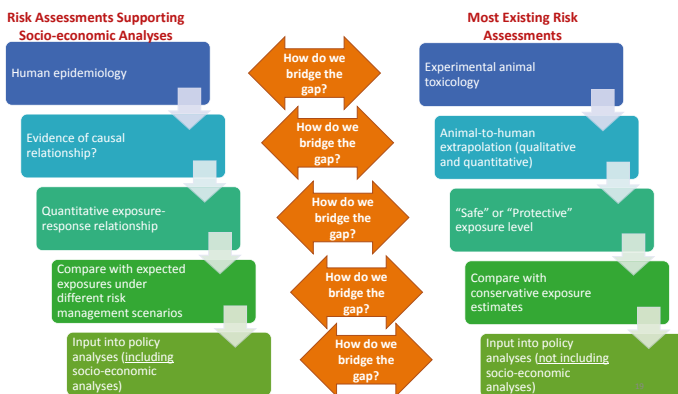 Risk Assessments Supporting
Socio-economic Analyses
Most Existing Risk
Assessments
Human epidemiology
How do we
bridge the
gap?
Experimental animal
toxicology
Evidence of causal
relationship?
How do we
bridge the
gap?
Animal-to-human
extrapolation (qualitative
and quantitative)
Quantitative exposure-
response relationship
How do we
bridge the
gap?
“Safe” or “Protective”
exposure level
Compare with expected
exposures under
different risk
management scenarios
How do we
bridge the
gap?
Compare with
conservative exposure
estimates
Input into policy
analyses (including
socio-economic
analyses)
How do we
bridge the
gap?
Input into policy
analyses (not including
socio-economic
analyses)